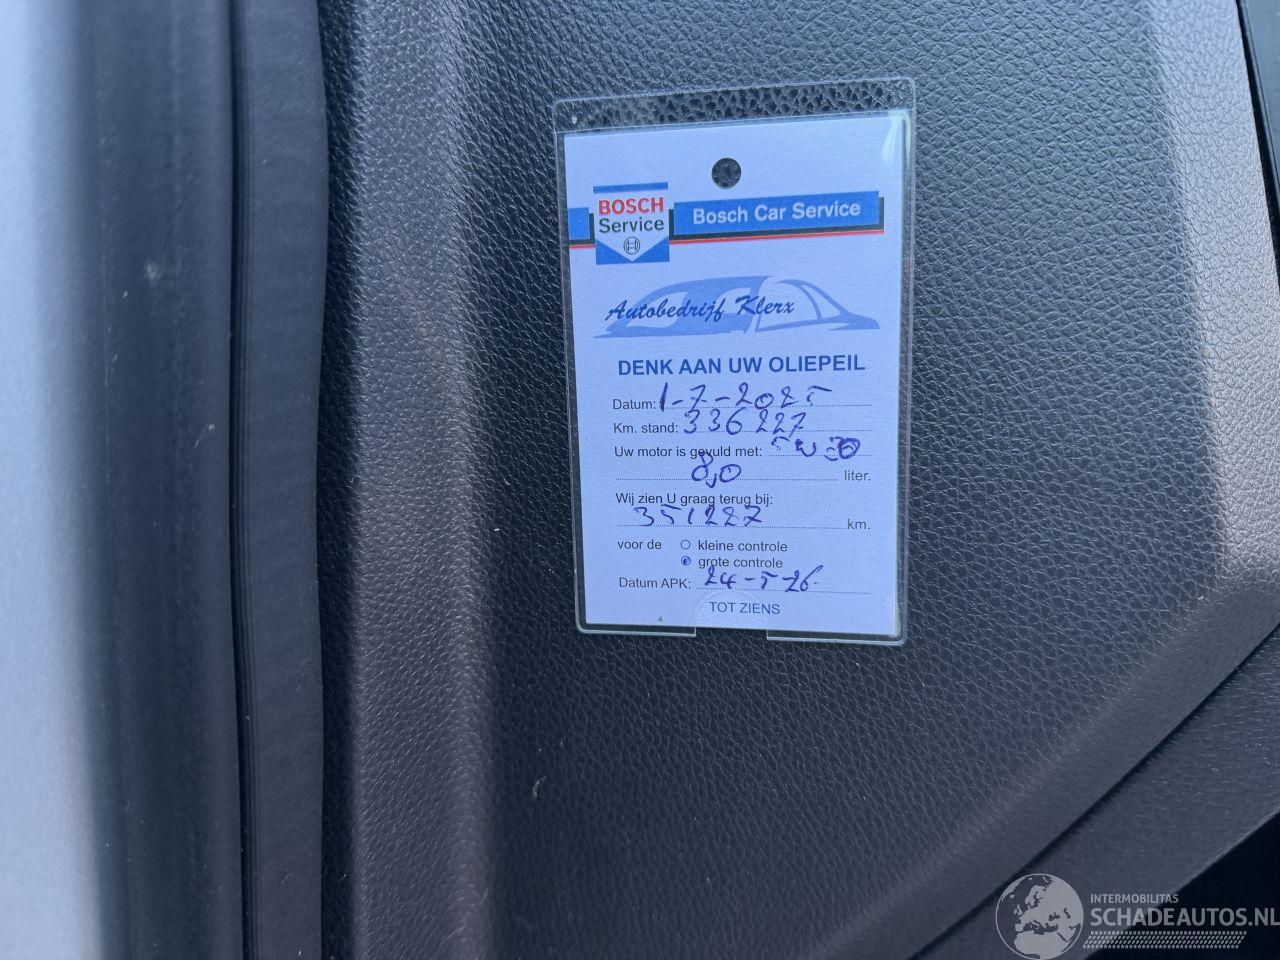 BOSCH
Service
Bosch Car Service
Autobedrijf Klerx
DENK AAN UW OLIEPEIL
Datum: 1-7-2025
Km. stand: 336227
Uw motor is gevuld met: 5W30
8,0 liter.
Wij zien U graag terug bij:
351227 km.
voor de kleine controle
grote controle
Datum APK: 24-5-26
TOT ZIENS
INTERMOBILITAS
SCHADEAUTOS.NL